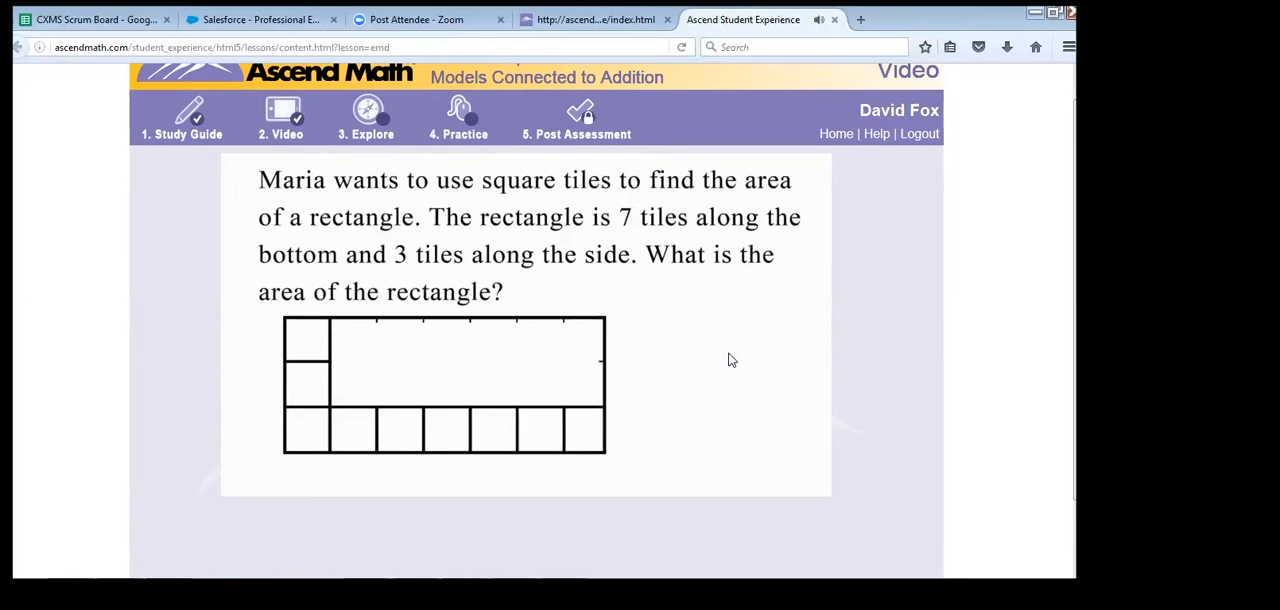 CXMS Scrum Board - Goog...
Salesforce - Professional E...
Post Attendee - Zoom
http://ascend...e/index.html
Ascend Student Experience
ascendmath.com/student_experience/html5/lessons/content.html?lesson=emd
Search
Ascend Math
Models Connected to Addition
Video
David Fox
1. Study Guide
2. Video
3. Explore
4. Practice
5. Post Assessment
Home | Help | Logout
Maria wants to use square tiles to find the area
of a rectangle. The rectangle is 7 tiles along the
bottom and 3 tiles along the side. What is the
area of the rectangle?